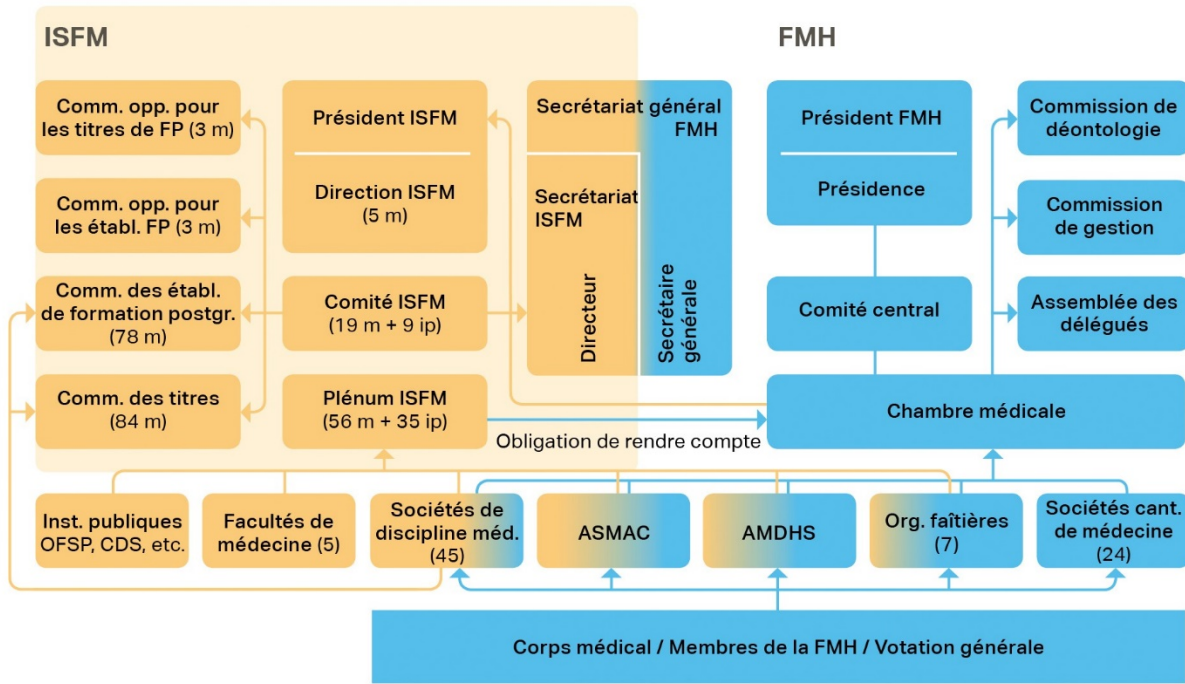 ISFM
FMH
Comm. opp. pour
les titres de FP (3 m)
Président ISFM
Secrétariat général
FMH
Président FMH
Commission de
déontologie
Comm. opp. pour
les établ. FP (3 m)
Direction ISFM
(5 m)
Secrétariat
ISFM
Présidence
Commission
de gestion
Comm. des établ.
de formation postgr.
(78 m)
Comité ISFM
(19 m + 9 ip)
Directeur
Secrétaire
générale
Comité central
Assemblée des
délégués
Comm. des titres
(84 m)
Plénum ISFM
(56 m + 35 ip)
Chambre médicale
Obligation de rendre compte
Inst. publiques
OFSP, CDS, etc.
Facultés de
médecine (5)
Sociétés de
discipline méd.
(45)
ASMAC
AMDHS
Org. faîtières
(7)
Sociétés cant.
de médecine
(24)
Corps médical / Membres de la FMH / Votation générale